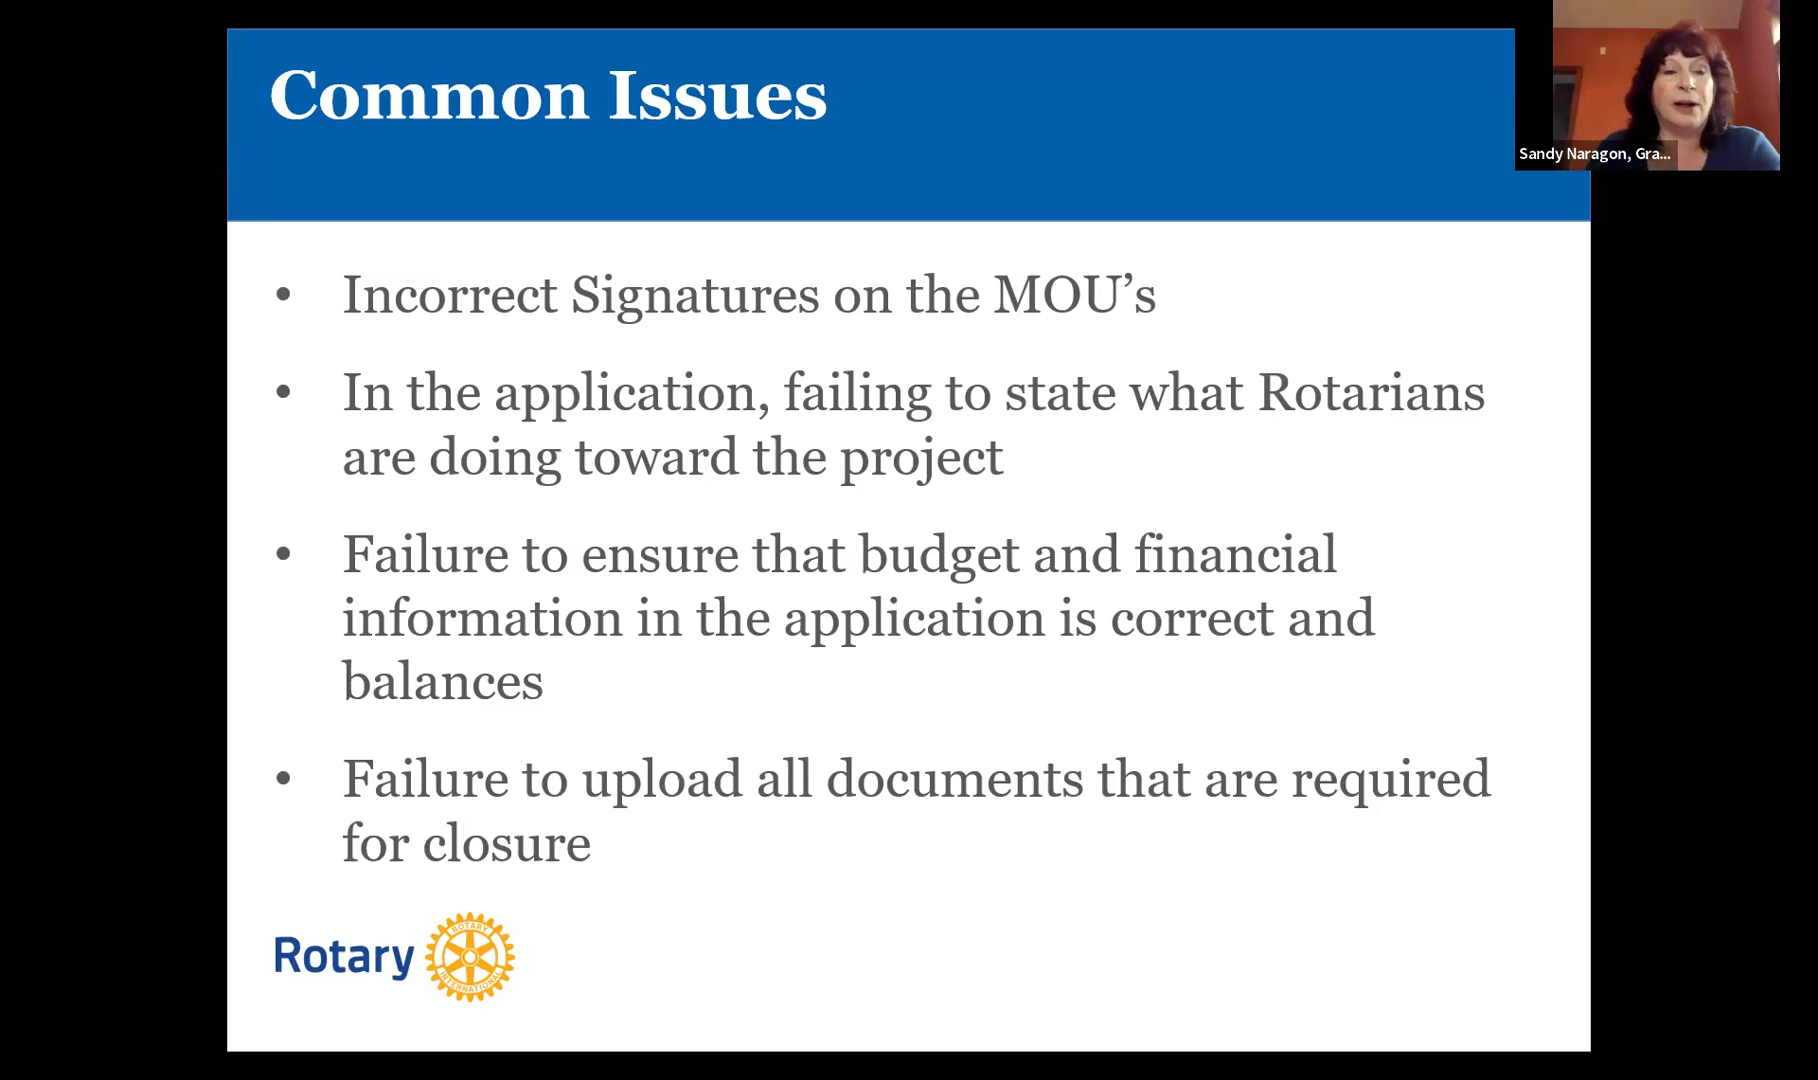 Common Issues
Sandy Naragon, Gra...
• Incorrect Signatures on the MOU’s
• In the application, failing to state what Rotarians
are doing toward the project
• Failure to ensure that budget and financial
information in the application is correct and
balances
• Failure to upload all documents that are required
for closure
Rotary
ROTARY
INTERNATIONAL